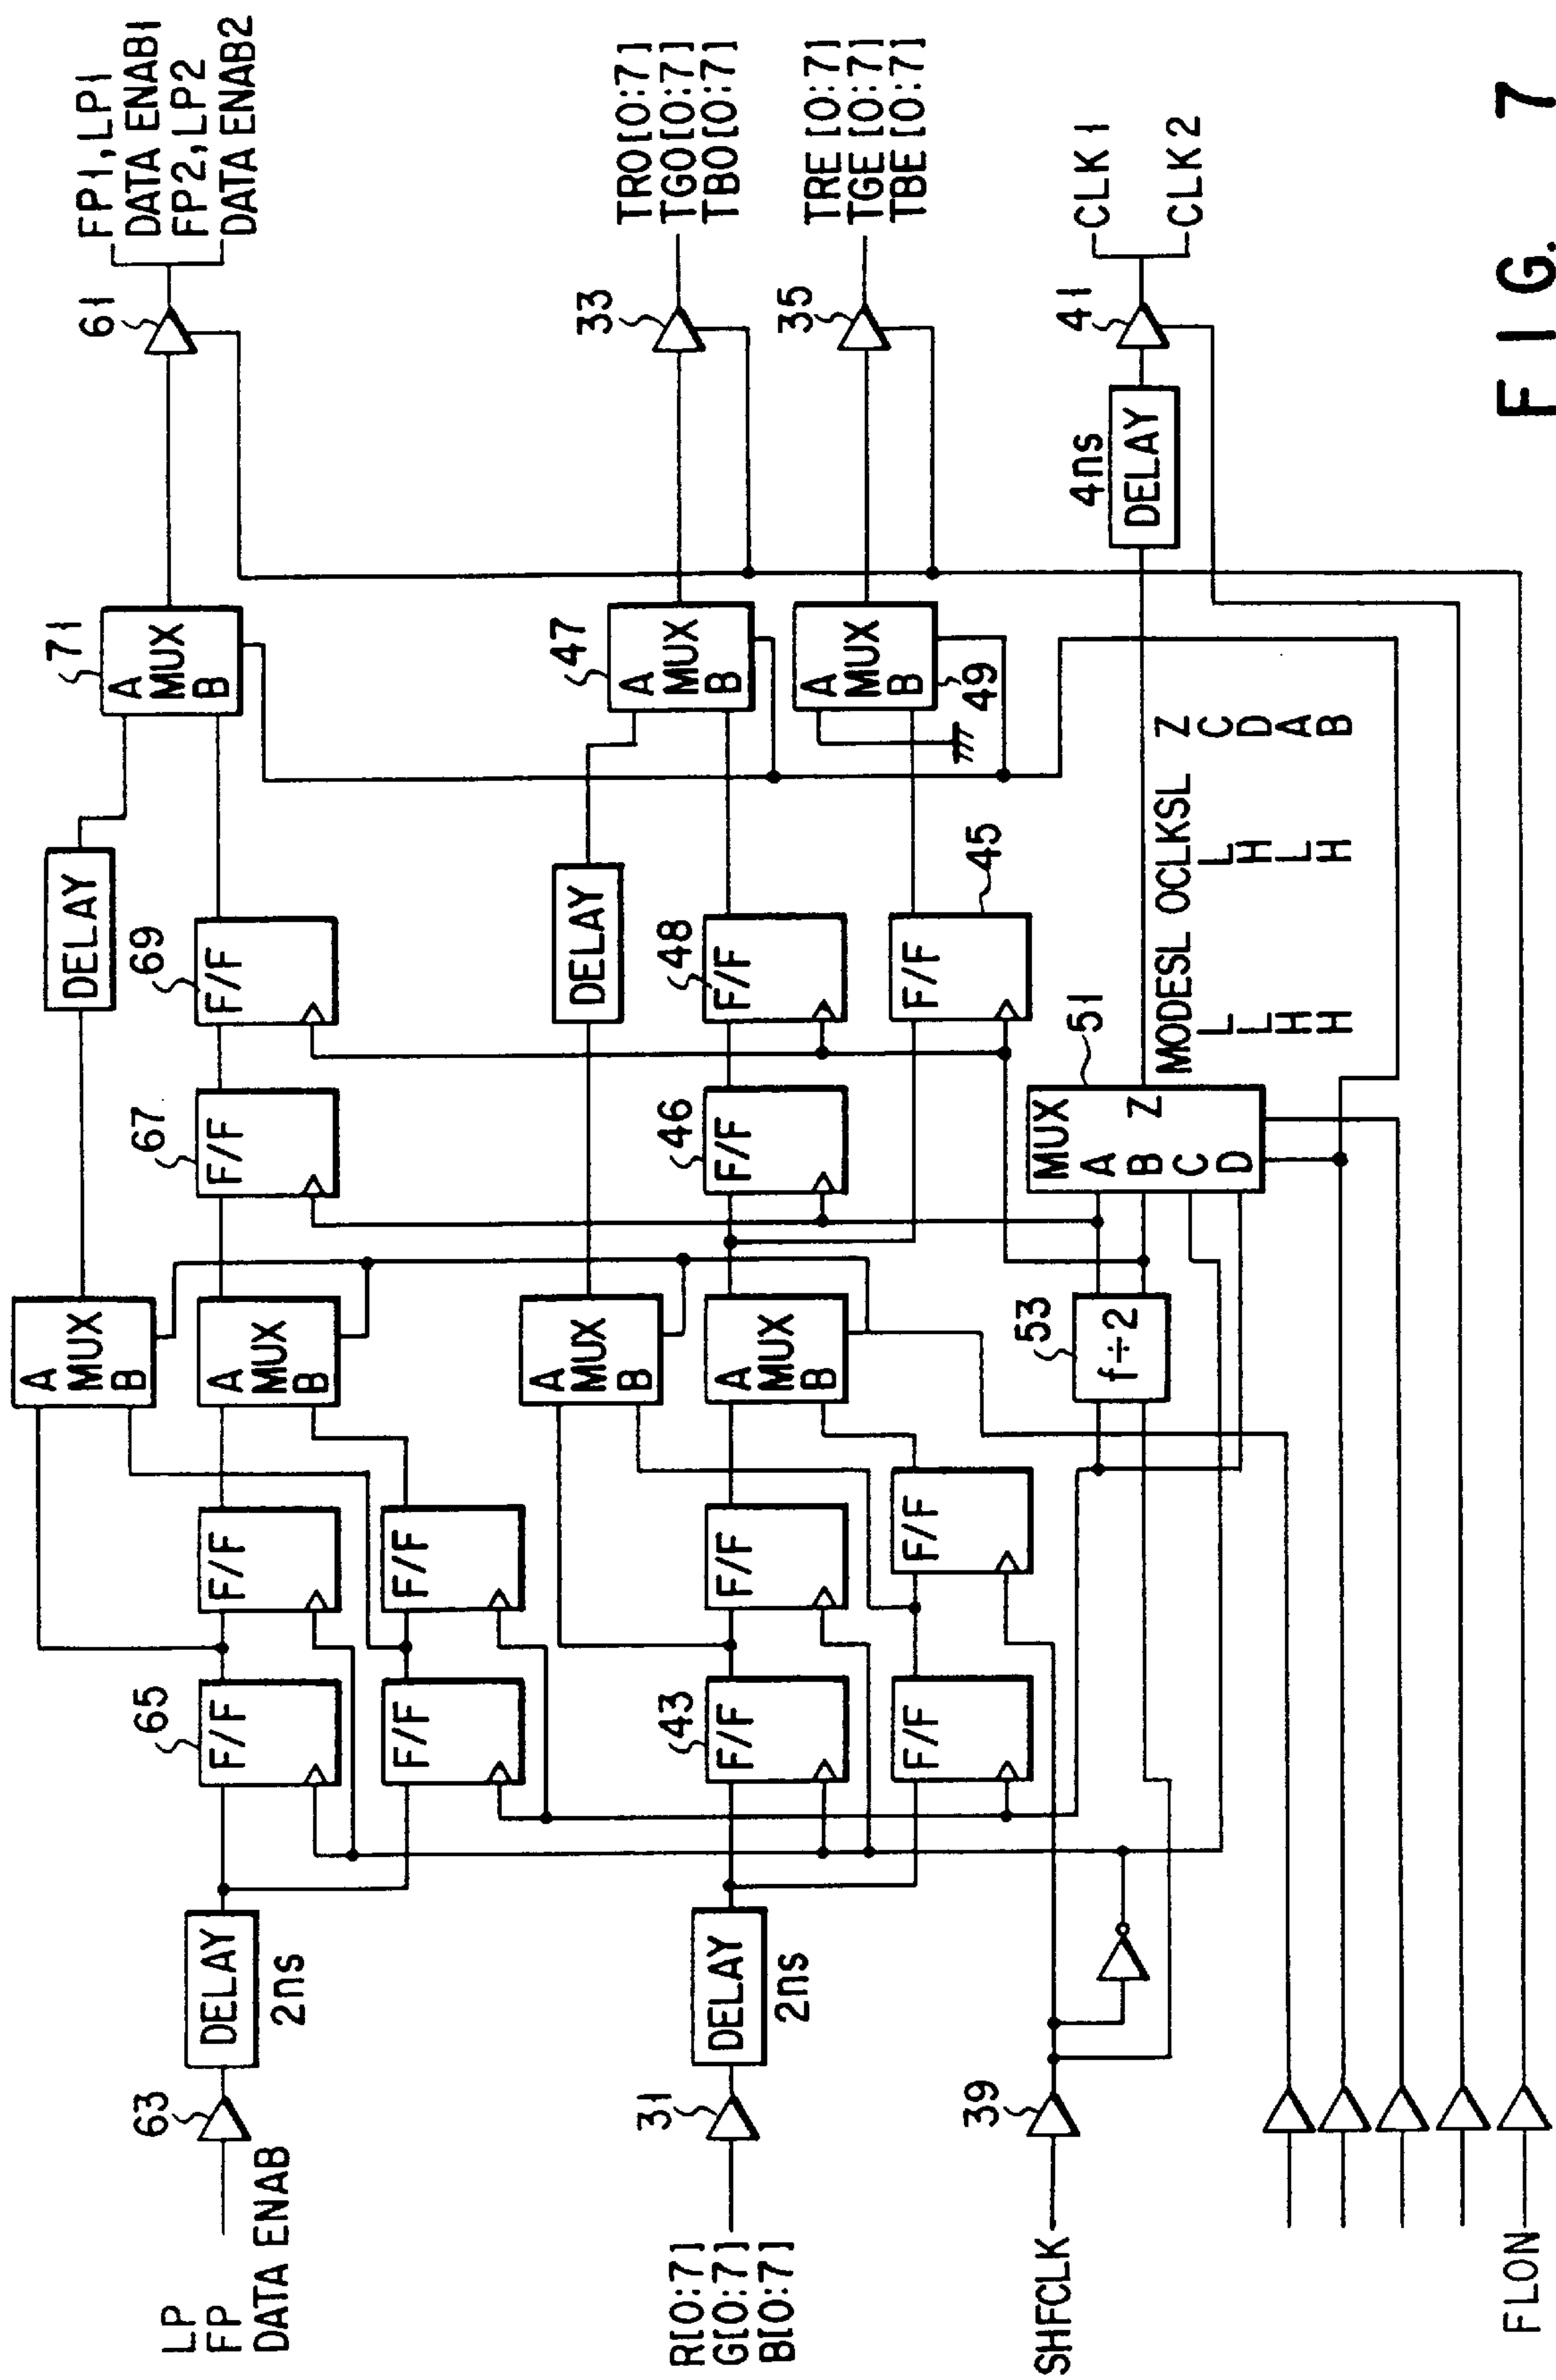 LP
FP
DATA ENAB
63
DELAY
2ns
65
F/F
F/F
F/F
F/F
A
MUX
B
A
MUX
B
67
F/F
69
F/F
DELAY
71
A
MUX
B
61
FP1,LP1
DATA ENAB1
FP2,LP2
DATA ENAB2
R[0:7]
G[0:7]
B[0:7]
31
DELAY
2ns
43
F/F
F/F
F/F
F/F
A
MUX
B
A
MUX
B
46
F/F
48
F/F
45
F/F
DELAY
47
A
MUX
B
A
MUX
B
49
33
TRO[0:7]
TGO[0:7]
TBO[0:7]
35
TRE[0:7]
TGE[0:7]
TBE[0:7]
SHFCLK
39
53
f÷2
51
MUX
A
B Z
C
D
MODESL OCLKSL Z
L L C
L H D
H L A
H H B
4ns
DELAY
41
CLK1
CLK2
FLON
FIG. 7